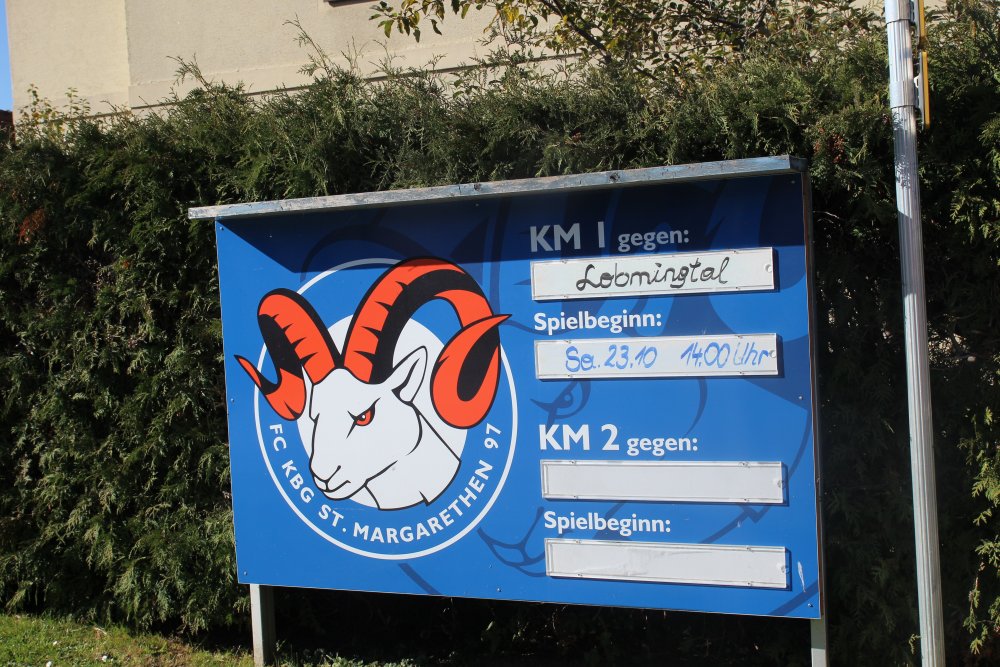 FC KBG ST. MARGARETHEN 97
KM 1 gegen:
Lobmingtal
Spielbeginn:
Sa. 23.10 14.00 Uhr
KM 2 gegen:
Spielbeginn: